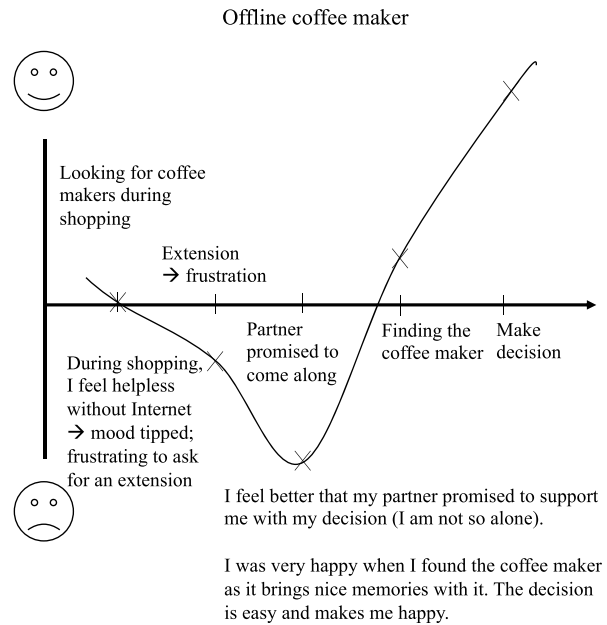 Offline coffee maker
Looking for coffee
makers during
shopping
Extension
→ frustration
Partner
promised to
come along
Finding the
coffee maker
Make
decision
During shopping,
I feel helpless
without Internet
→ mood tipped;
frustrating to ask
for an extension
I feel better that my partner promised to support
me with my decision (I am not so alone).
I was very happy when I found the coffee maker
as it brings nice memories with it. The decision
is easy and makes me happy.